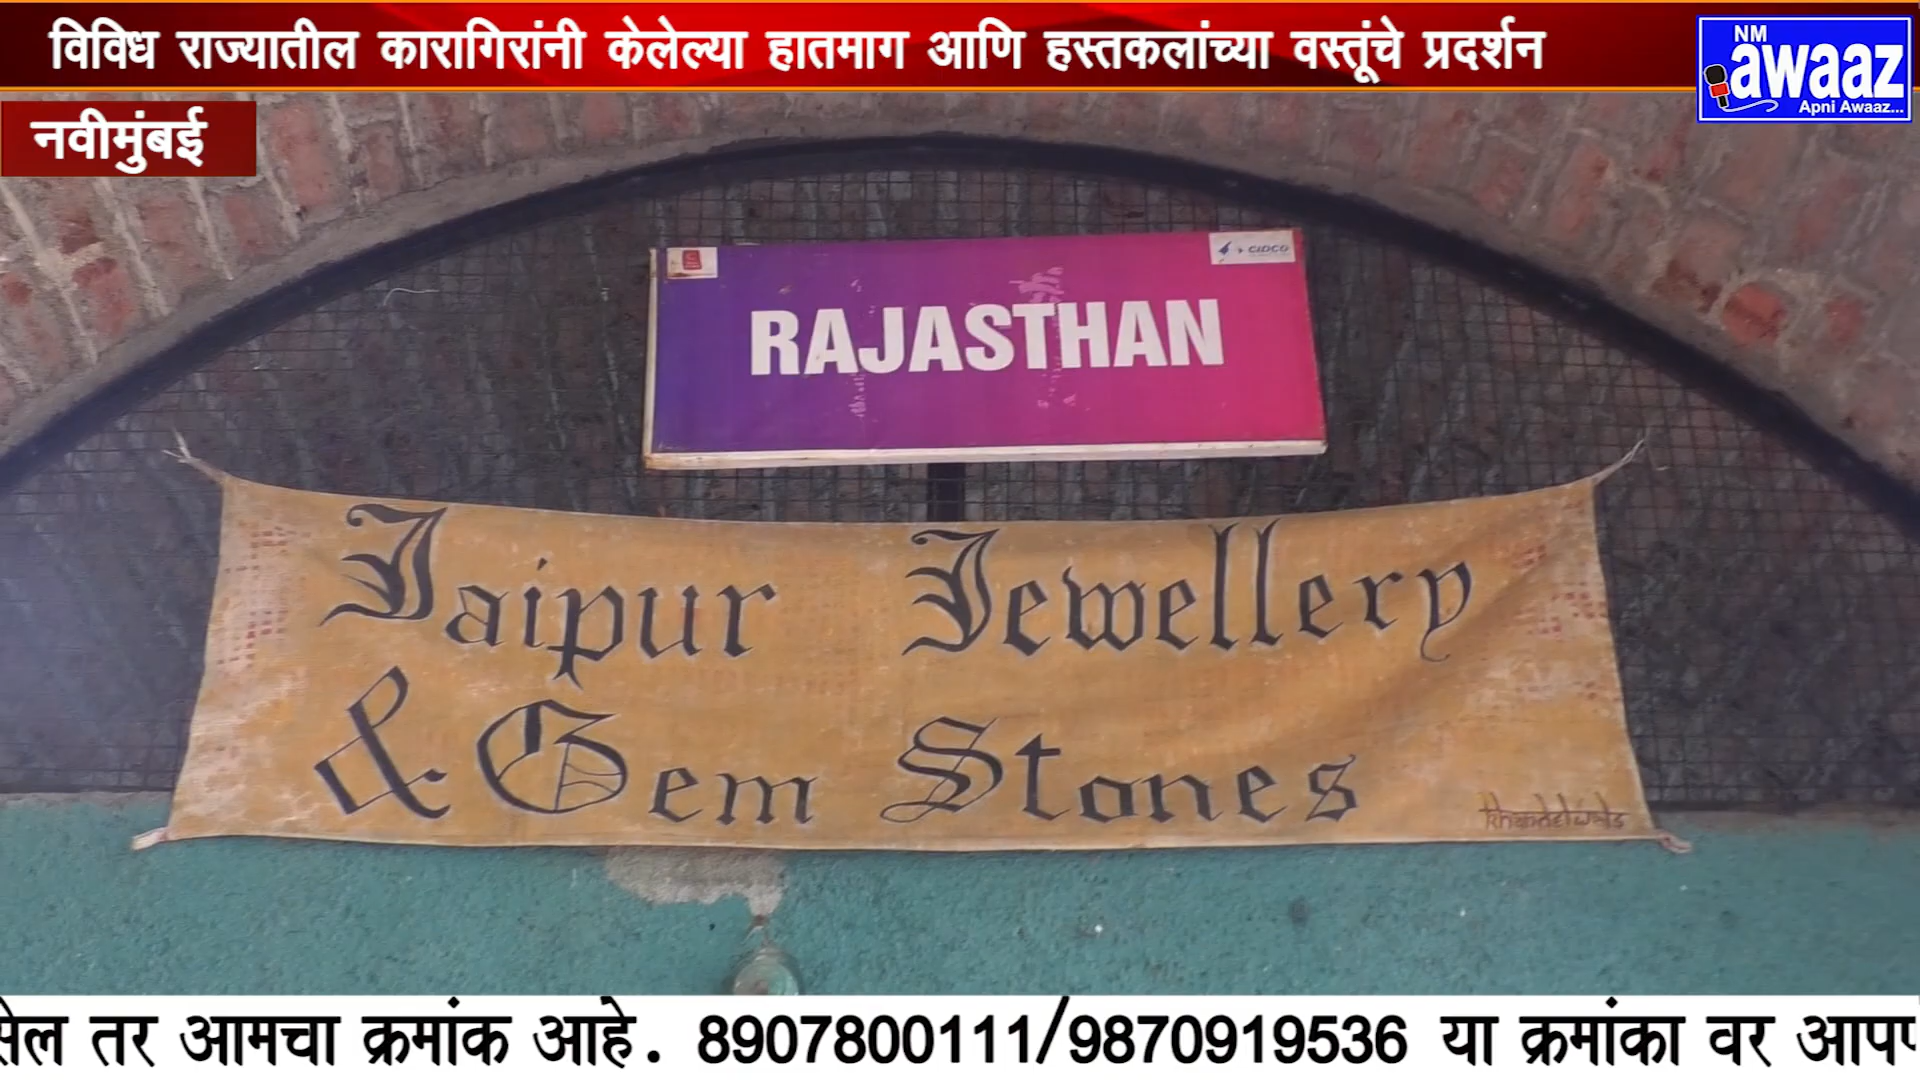 विविध राज्यातील कारागिरांनी केलेल्या हातमाग आणि हस्तकलांच्या वस्तूंचे प्रदर्शन
NM
awaaz
Apni Awaaz...
नवीमुंबई
CIDCO
RAJASTHAN
Jaipur Jewellery
& Gem Stones
khandelwals
सेल तर आमचा क्रमांक आहे. 8907800111/9870919536 या क्रमांका वर